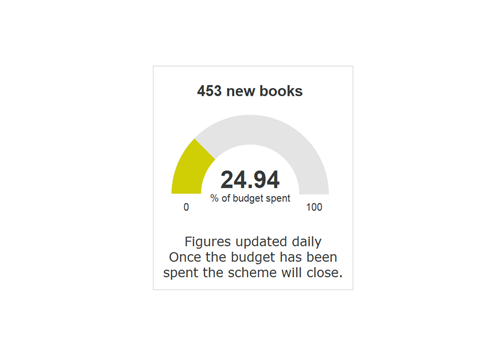 453 new books
24.94
% of budget spent
0 100
Figures updated daily
Once the budget has been
spent the scheme will close.